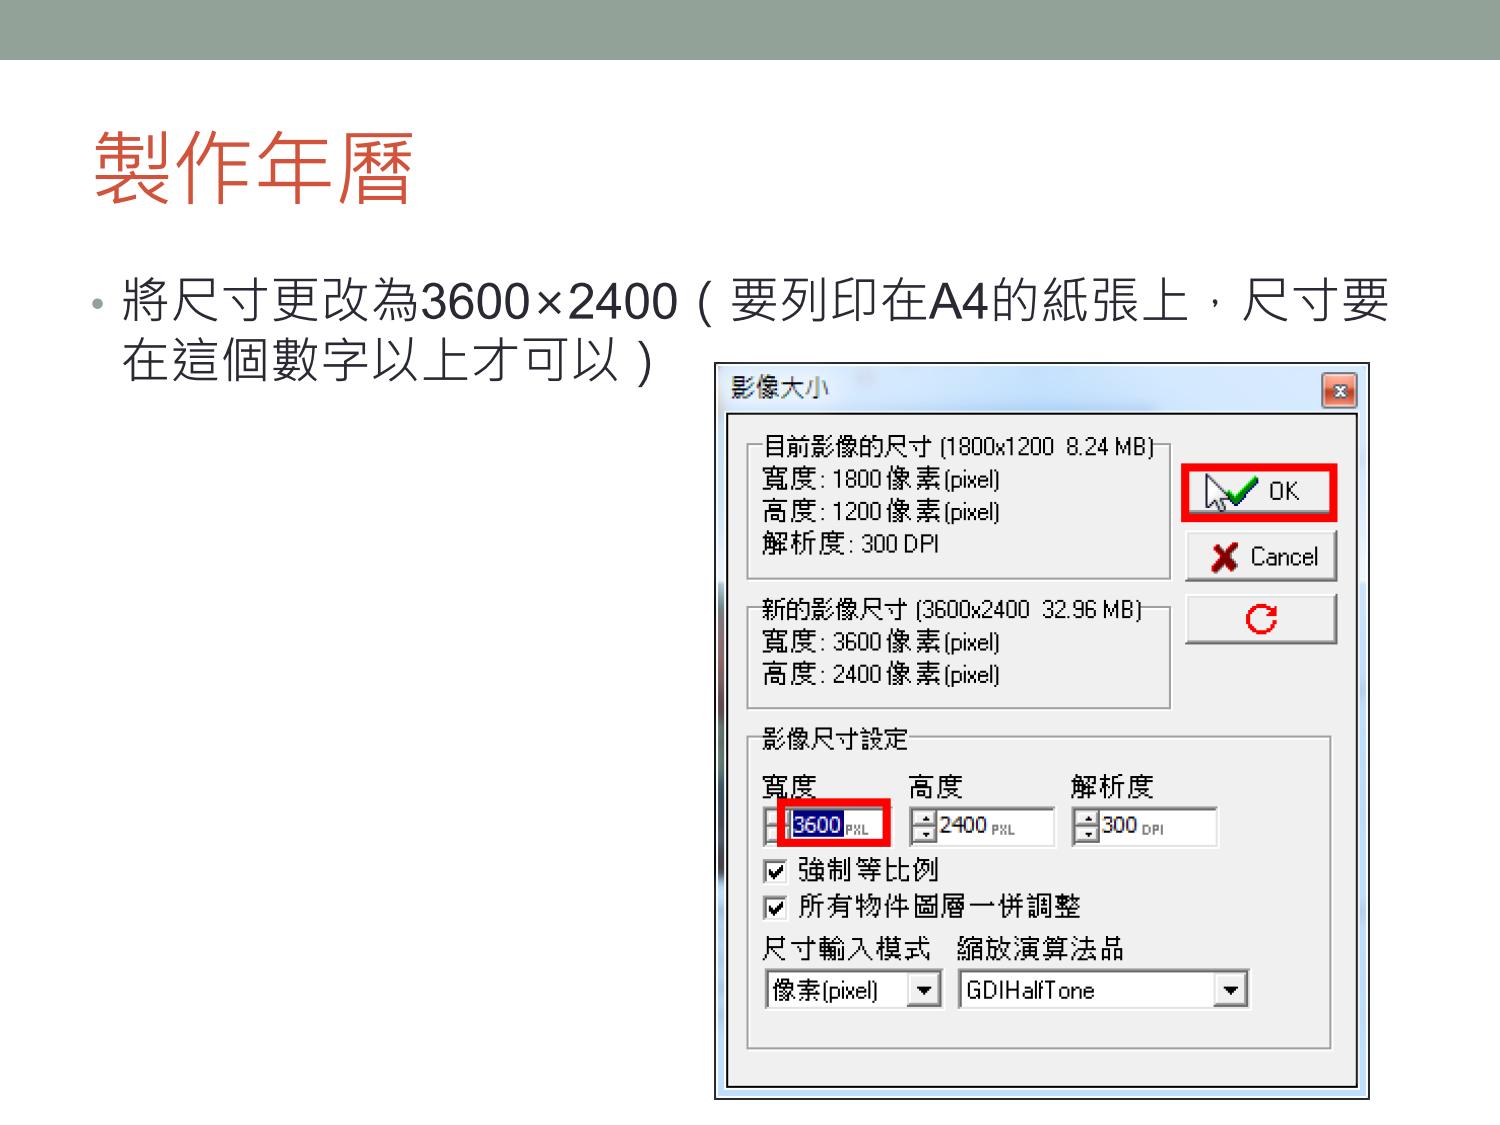 製作年曆
• 將尺寸更改為3600×2400（要列印在A4的紙張上，尺寸要
在這個數字以上才可以）
影像大小
目前影像的尺寸 (1800x1200 8.24 MB)
寬度: 1800 像素(pixel)
高度: 1200 像素(pixel)
解析度: 300 DPI
OK
Cancel
新的影像尺寸 (3600x2400 32.96 MB)
寬度: 3600 像素(pixel)
高度: 2400 像素(pixel)
影像尺寸設定
寬度 高度 解析度
3600 PXL 2400 PXL 300 DPI
強制等比例
所有物件圖層一併調整
尺寸輸入模式 縮放演算法品
像素(pixel) GDIHalfTone